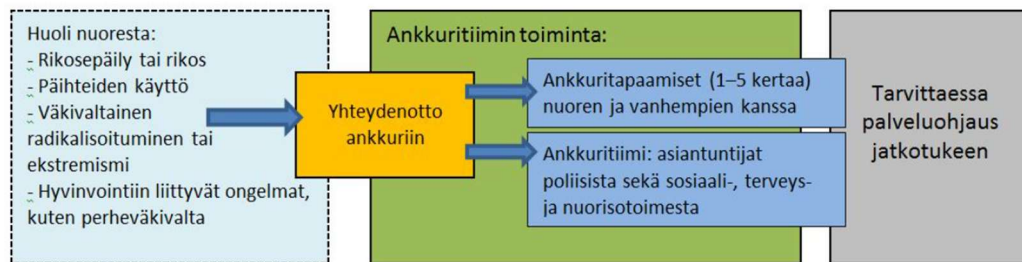 Huoli nuoresta:
- Rikosepäily tai rikos
- Päihteiden käyttö
- Väkivaltainen
radikalisoituminen tai
ekstremismi
- Hyvinvointiin liittyvät ongelmat,
kuten perheväkivalta
Yhteydenotto
ankkuriin
Ankkuritiimin toiminta:
Ankkuritapaamiset (1–5 kertaa)
nuoren ja vanhempien kanssa
Ankkuritiimi: asiantuntijat
poliisista sekä sosiaali-, terveys-
ja nuorisotoimesta
Tarvittaessa
palveluohjaus
jatkotukeen